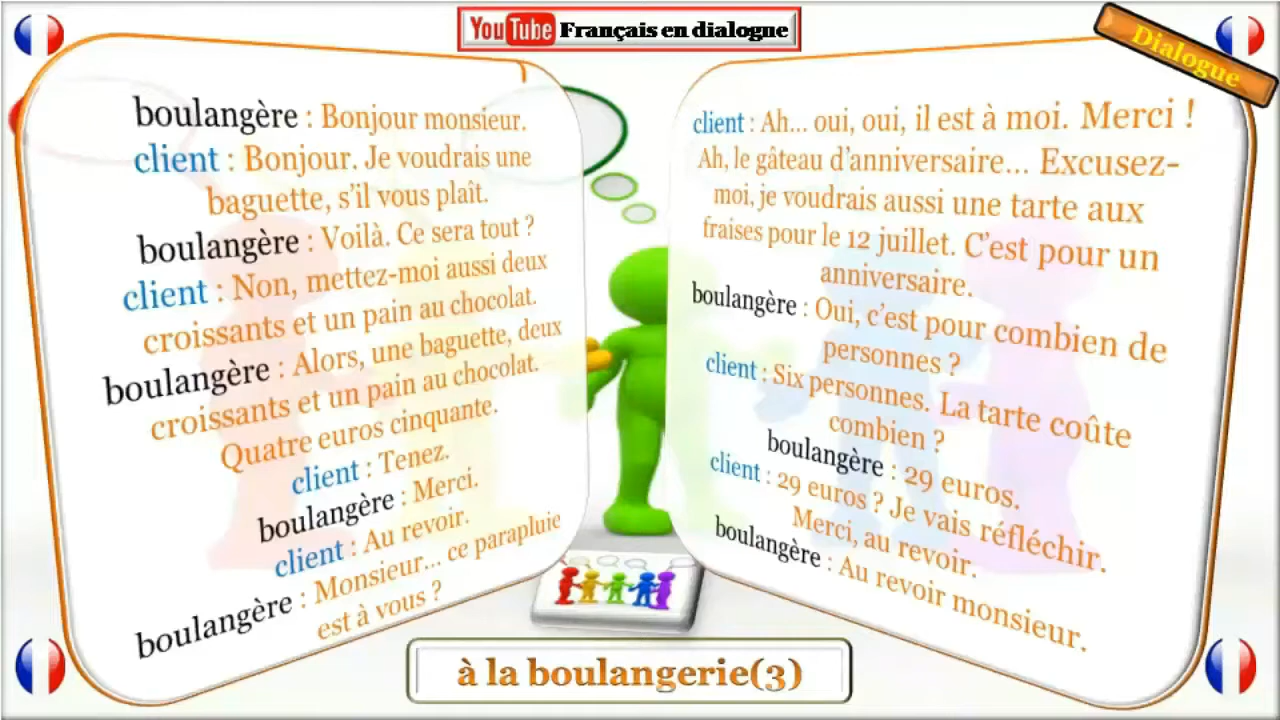 YouTube Français en dialogue
Dialogue
boulangère : Bonjour monsieur.
client : Bonjour. Je voudrais une
baguette, s'il vous plaît.
boulangère : Voilà. Ce sera tout ?
client : Non, mettez-moi aussi deux
croissants et un pain au chocolat.
boulangère : Alors, une baguette, deux
croissants et un pain au chocolat.
Quatre euros cinquante.
client : Tenez.
boulangère : Merci.
client : Au revoir.
boulangère : Monsieur... ce parapluie
est à vous ?
client : Ah... oui, oui, il est à moi. Merci !
Ah, le gâteau d'anniversaire... Excusez-
moi, je voudrais aussi une tarte aux
fraises pour le 12 juillet. C'est pour un
anniversaire.
boulangère : Oui, c'est pour combien de
personnes ?
client : Six personnes. La tarte coûte
combien ?
boulangère : 29 euros.
client : 29 euros ? Je vais réfléchir.
Merci, au revoir.
boulangère : Au revoir monsieur.
à la boulangerie(3)